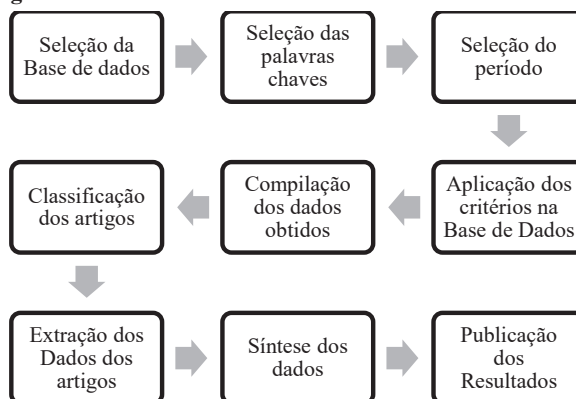 Seleção da
Base de dados
Seleção das
palavras
chaves
Seleção do
período
Aplicação dos
critérios na
Base de Dados
Compilação
dos dados
obtidos
Classificação
dos artigos
Extração dos
Dados dos
artigos
Síntese dos
dados
Publicação
dos
Resultados